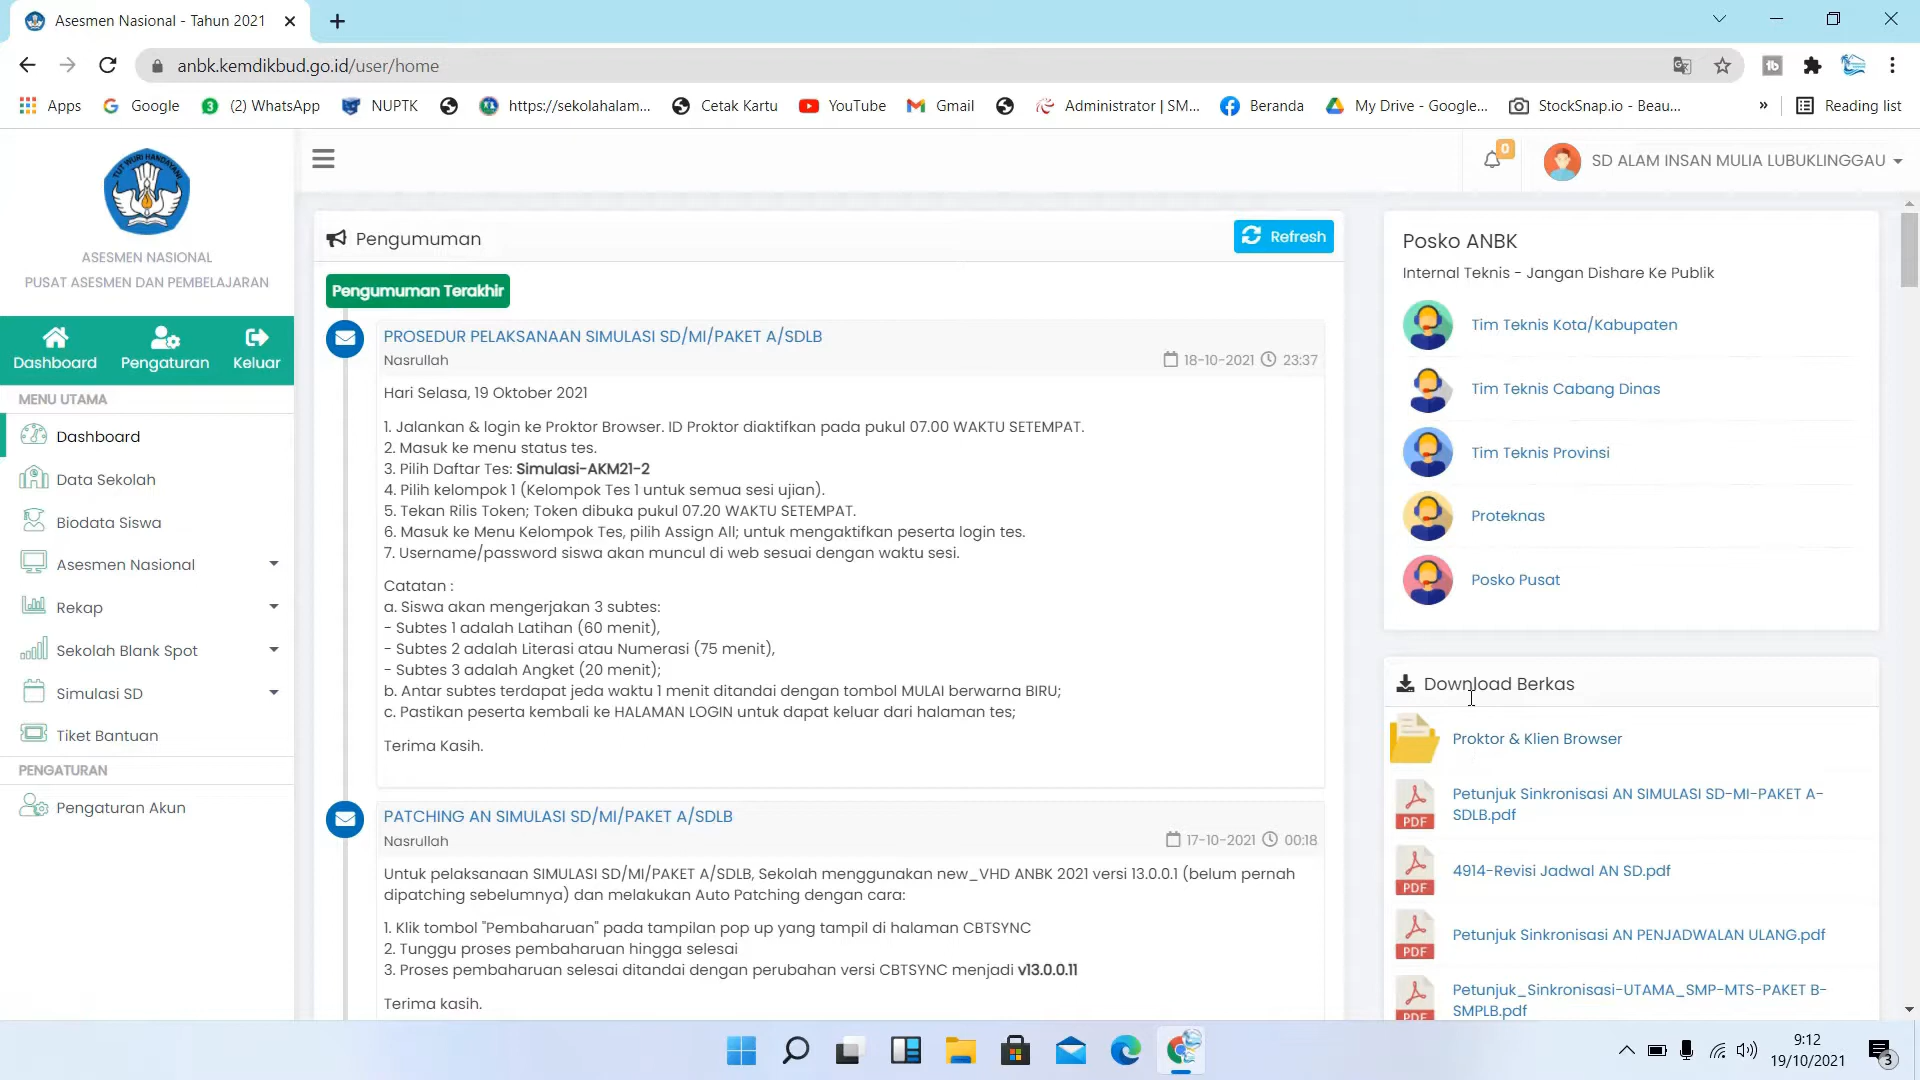 Asesmen Nasional - Tahun 2021
anbk.kemdikbud.go.id/user/home
Apps
Google
(2) WhatsApp
NUPTK
https://sekolahalam...
Cetak Kartu
YouTube
Gmail
Administrator | SM...
Beranda
My Drive - Google...
StockSnap.io - Beau...
»
Reading list
TUT WURI HANDAYANI
ASESMEN NASIONAL
PUSAT ASESMEN DAN PEMBELAJARAN
Dashboard
Pengaturan
Keluar
MENU UTAMA
Dashboard
Data Sekolah
Biodata Siswa
Asesmen Nasional
Rekap
Sekolah Blank Spot
Simulasi SD
Tiket Bantuan
PENGATURAN
Pengaturan Akun
0
SD ALAM INSAN MULIA LUBUKLINGGAU
Pengumuman
Refresh
Pengumuman Terakhir
PROSEDUR PELAKSANAAN SIMULASI SD/MI/PAKET A/SDLB
Nasrullah
18-10-2021 23:37
Hari Selasa, 19 Oktober 2021
1. Jalankan & login ke Proktor Browser. ID Proktor diaktifkan pada pukul 07.00 WAKTU SETEMPAT.
2. Masuk ke menu status tes.
3. Pilih Daftar Tes: Simulasi-AKM21-2
4. Pilih kelompok 1 (Kelompok Tes 1 untuk semua sesi ujian).
5. Tekan Rilis Token; Token dibuka pukul 07.20 WAKTU SETEMPAT.
6. Masuk ke Menu Kelompok Tes, pilih Assign All; untuk mengaktifkan peserta login tes.
7. Username/password siswa akan muncul di web sesuai dengan waktu sesi.
Catatan :
a. Siswa akan mengerjakan 3 subtes:
- Subtes 1 adalah Latihan (60 menit),
- Subtes 2 adalah Literasi atau Numerasi (75 menit),
- Subtes 3 adalah Angket (20 menit);
b. Antar subtes terdapat jeda waktu 1 menit ditandai dengan tombol MULAI berwarna BIRU;
c. Pastikan peserta kembali ke HALAMAN LOGIN untuk dapat keluar dari halaman tes;
Terima Kasih.
PATCHING AN SIMULASI SD/MI/PAKET A/SDLB
Nasrullah
17-10-2021 00:18
Untuk pelaksanaan SIMULASI SD/MI/PAKET A/SDLB, Sekolah menggunakan new_VHD ANBK 2021 versi 13.0.0.1 (belum pernah
dipatching sebelumnya) dan melakukan Auto Patching dengan cara:
1. Klik tombol "Pembaharuan" pada tampilan pop up yang tampil di halaman CBTSYNC
2. Tunggu proses pembaharuan hingga selesai
3. Proses pembaharuan selesai ditandai dengan perubahan versi CBTSYNC menjadi v13.0.0.11
Terima kasih.
Posko ANBK
Internal Teknis - Jangan Dishare Ke Publik
Tim Teknis Kota/Kabupaten
Tim Teknis Cabang Dinas
Tim Teknis Provinsi
Proteknas
Posko Pusat
Download Berkas
Proktor & Klien Browser
PDF
Petunjuk Sinkronisasi AN SIMULASI SD-MI-PAKET A-
SDLB.pdf
PDF
4914-Revisi Jadwal AN SD.pdf
PDF
Petunjuk Sinkronisasi AN PENJADWALAN ULANG.pdf
PDF
Petunjuk_Sinkronisasi-UTAMA_SMP-MTS-PAKET B-
SMPLB.pdf
9:12
19/10/2021
3